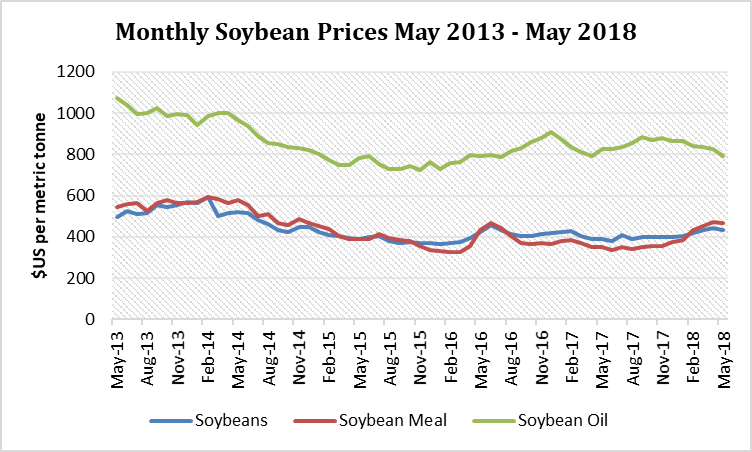 Monthly Soybean Prices May 2013 - May 2018
$US per metric tonne
1200
1000
800
600
400
200
0
May-13
Aug-13
Nov-13
Feb-14
May-14
Aug-14
Nov-14
Feb-15
May-15
Aug-15
Nov-15
Feb-16
May-16
Aug-16
Nov-16
Feb-17
May-17
Aug-17
Nov-17
Feb-18
May-18
Soybeans Soybean Meal Soybean Oil